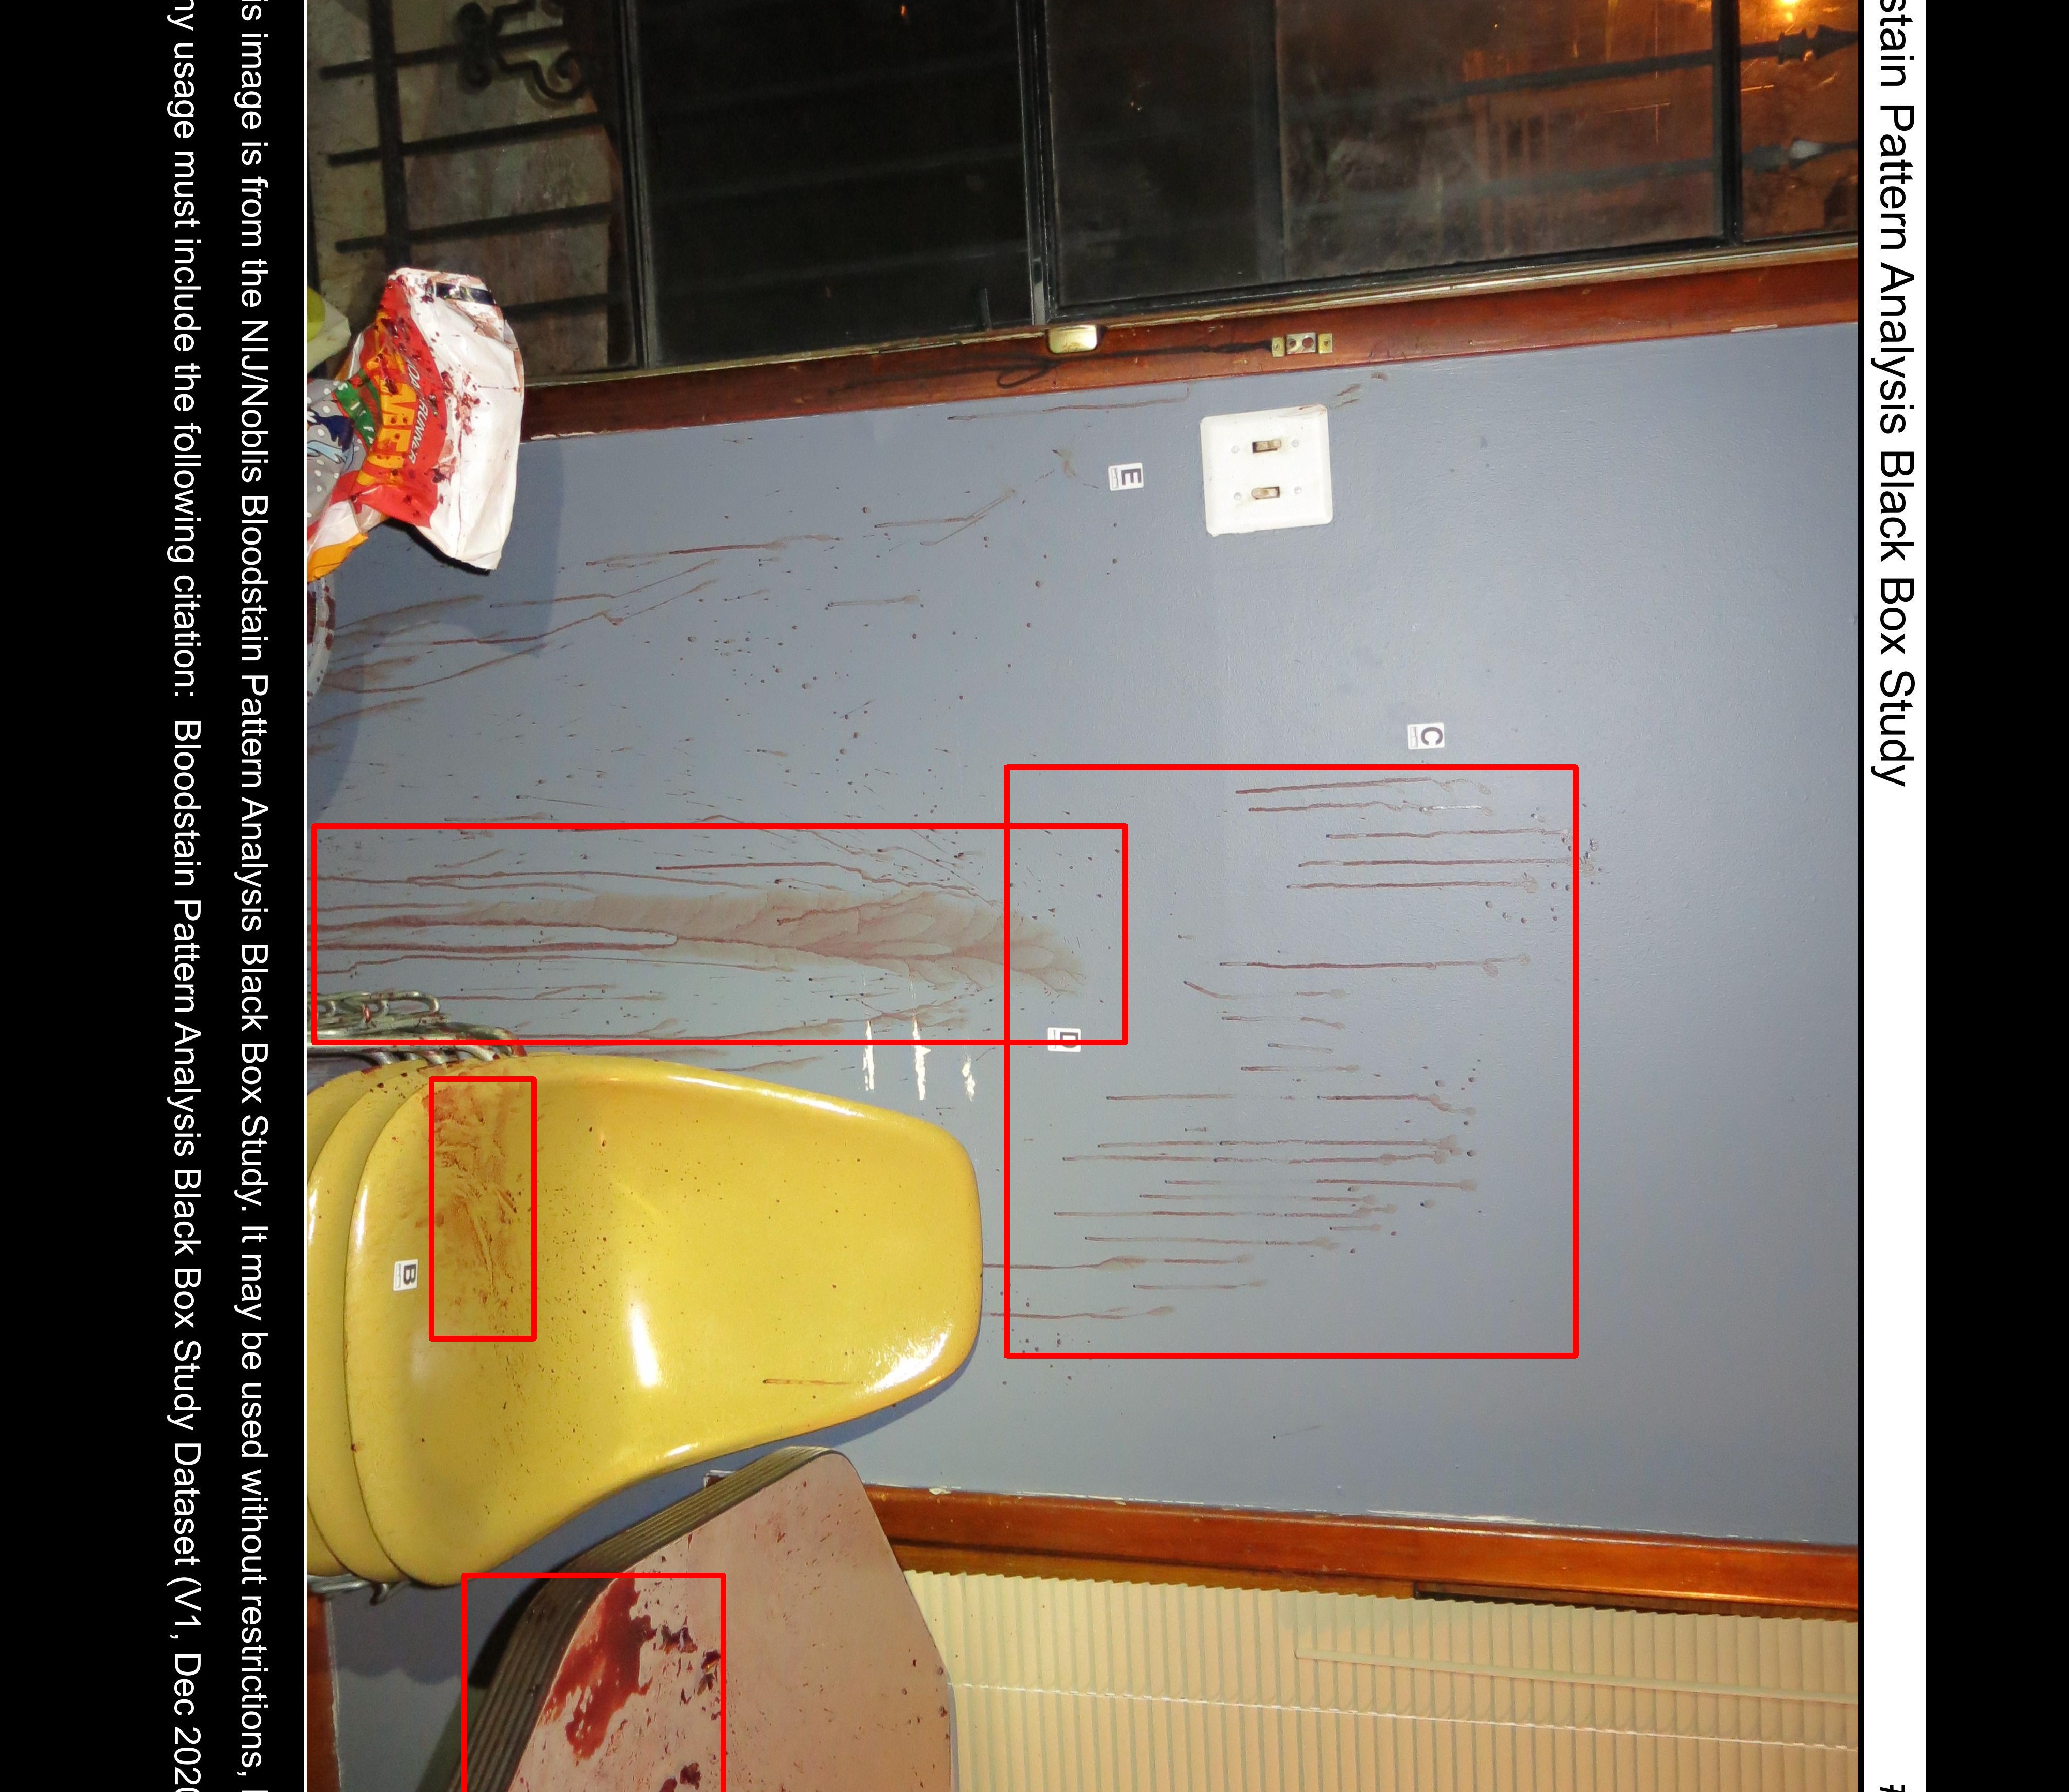 stain Pattern Analysis Black Box Study
E
C
D
B
is image is from the NIJ/Noblis Bloodstain Pattern Analysis Black Box Study. It may be used without restrictions,
ny usage must include the following citation: Bloodstain Pattern Analysis Black Box Study Dataset (V1, Dec 202